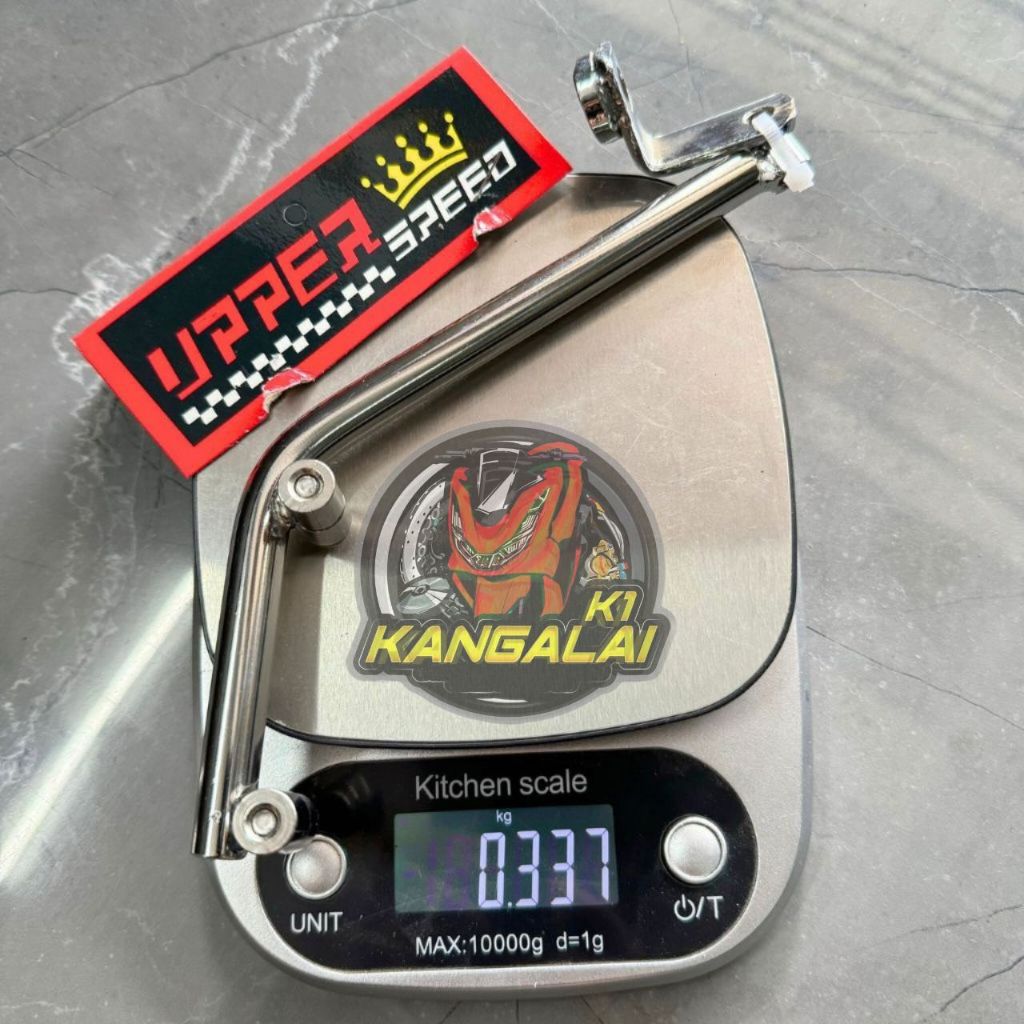 UPPER
SPEED
K1
KANGALAI
Kitchen scale
kg
0.337
UNIT
⏻/T
MAX:10000g d=1g